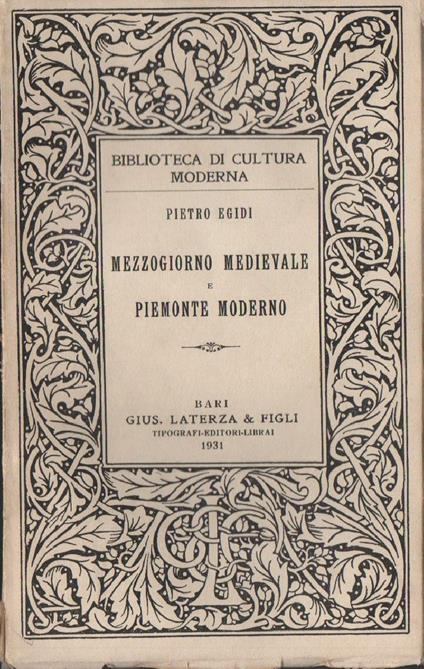 BIBLIOTECA DI CULTURA
MODERNA
PIETRO EGIDI
MEZZOGIORNO MEDIEVALE
E
PIEMONTE MODERNO
BARI
GIUS. LATERZA & FIGLI
TIPOGRAFI-EDITORI-LIBRAI
1931